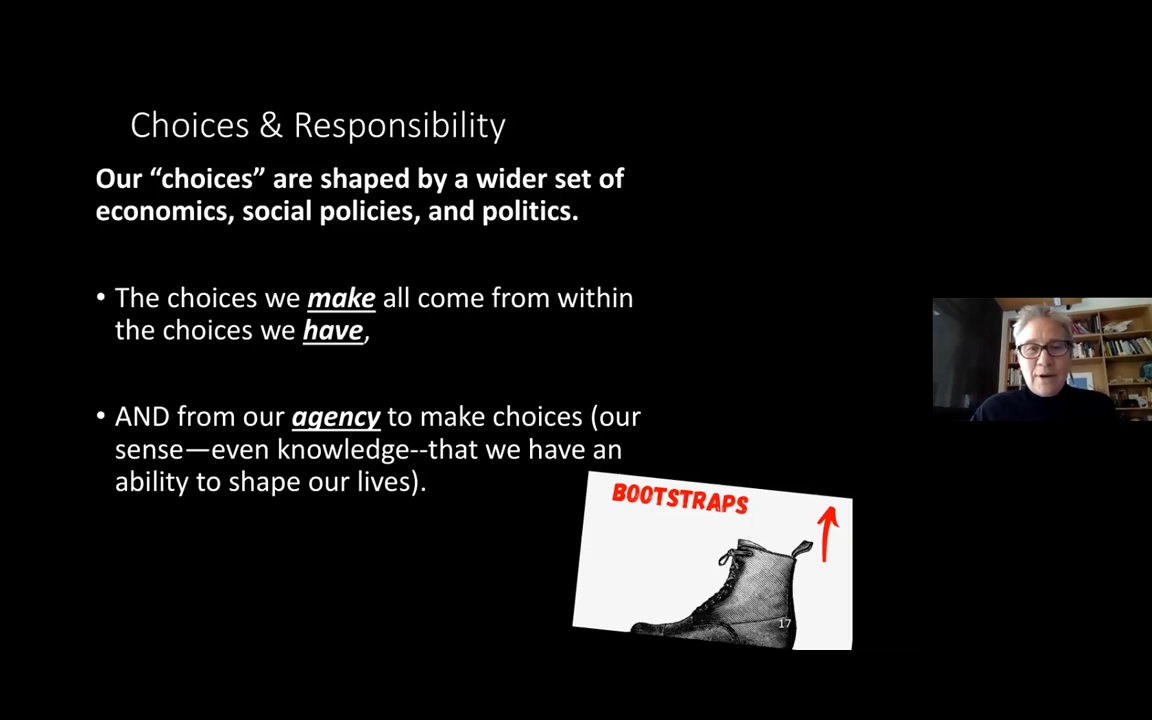 Choices & Responsibility
Our “choices” are shaped by a wider set of
economics, social policies, and politics.
• The choices we make all come from within
the choices we have,
• AND from our agency to make choices (our
sense—even knowledge--that we have an
ability to shape our lives).
BOOTSTRAPS
17